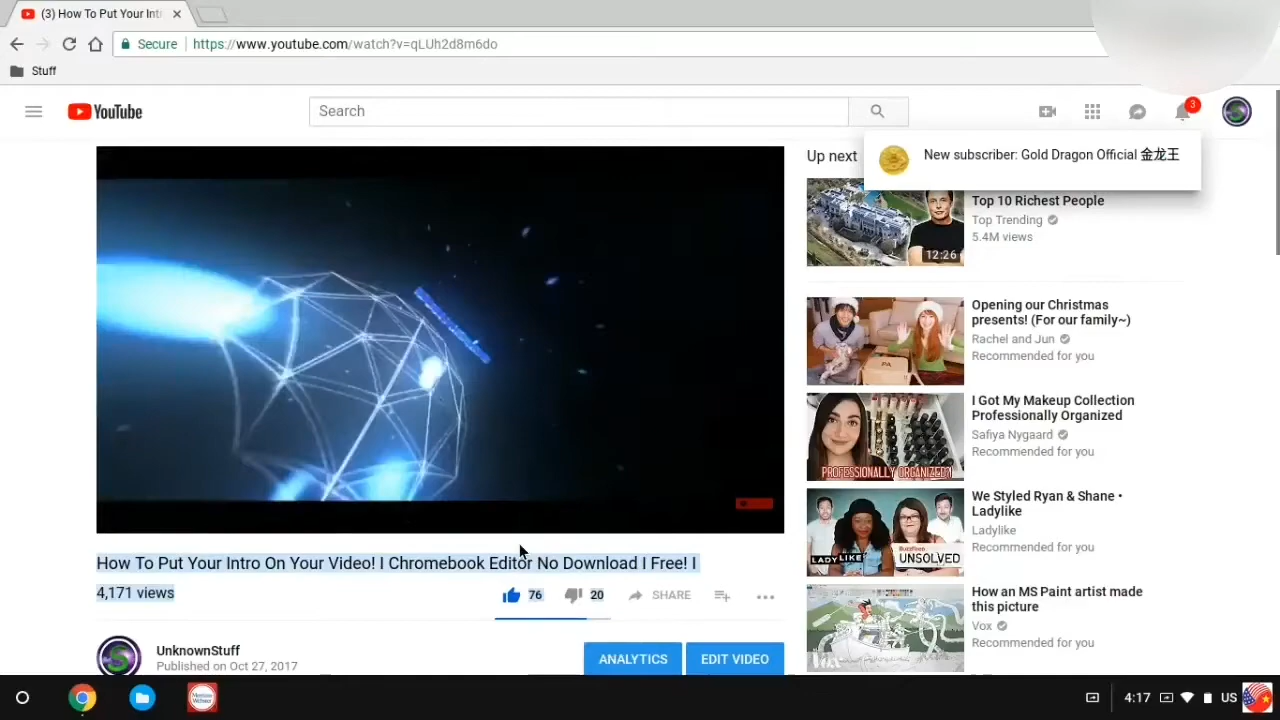 (3) How To Put Your Intr
Secure https://www.youtube.com/watch?v=qLUh2d8m6do
Stuff
YouTube
Search
3
New subscriber: Gold Dragon Official 金龙王
How To Put Your Intro On Your Video! I Chromebook Editor No Download I Free! I
4,171 views
76 20 SHARE
UnknownStuff
Published on Oct 27, 2017
ANALYTICS EDIT VIDEO
Up next
12:26
Top 10 Richest People
Top Trending
5.4M views
Opening our Christmas
presents! (For our family~)
Rachel and Jun
Recommended for you
PROFESSIONALLY ORGANIZED?!
I Got My Makeup Collection
Professionally Organized
Safiya Nygaard
Recommended for you
LADYLIKE
BuzzFeed
UNSOLVED
We Styled Ryan & Shane •
Ladylike
Ladylike
Recommended for you
How an MS Paint artist made
this picture
Vox
Recommended for you
4:17 US